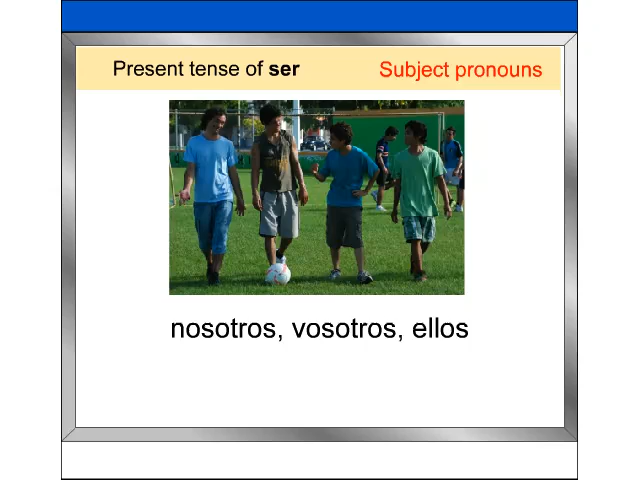 Present tense of ser
Subject pronouns
nosotros, vosotros, ellos